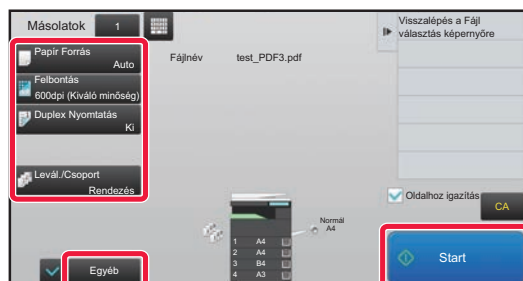 Másolatok 1
Visszalépés a Fájl
választás képernyőre
Papír Forrás
Auto
Fájlnév test_PDF3.pdf
Felbontás
600dpi (Kiváló minőség)
Duplex Nyomtatás
Ki
Levál./Csoport
Rendezés
Oldalhoz igazítás
CA
Normál
A4
1 A4
2 A4
3 B4
4 A3
Egyéb
Start